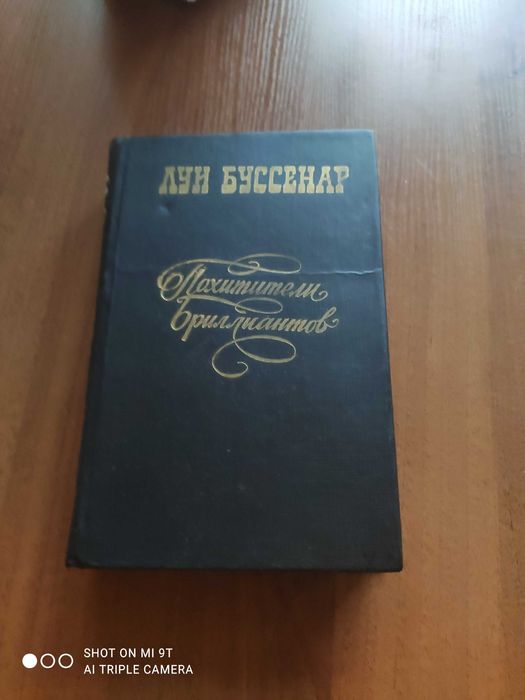 ЛУИ БУССЕНАР
Похитители
бриллиантов
SHOT ON MI 9T
AI TRIPLE CAMERA